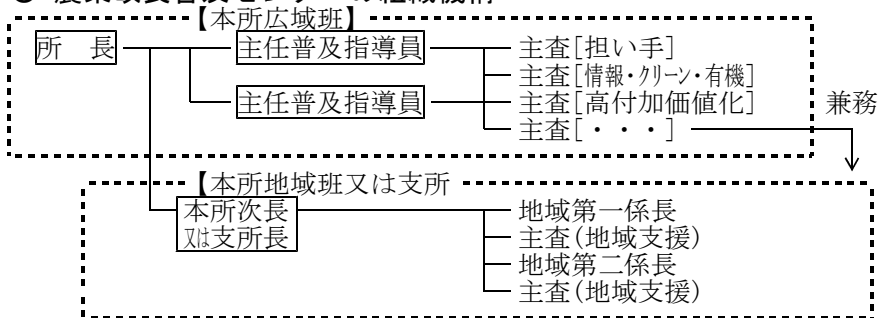 【本所広域班】
所　長
主任普及指導員
主査[担い手]
主査[情報・クリーン・有機]
主任普及指導員
主査[高付加価値化]
兼務
主査[・・・]
【本所地域班又は支所
本所次長
又は支所長
地域第一係長
主査(地域支援)
地域第二係長
主査(地域支援)